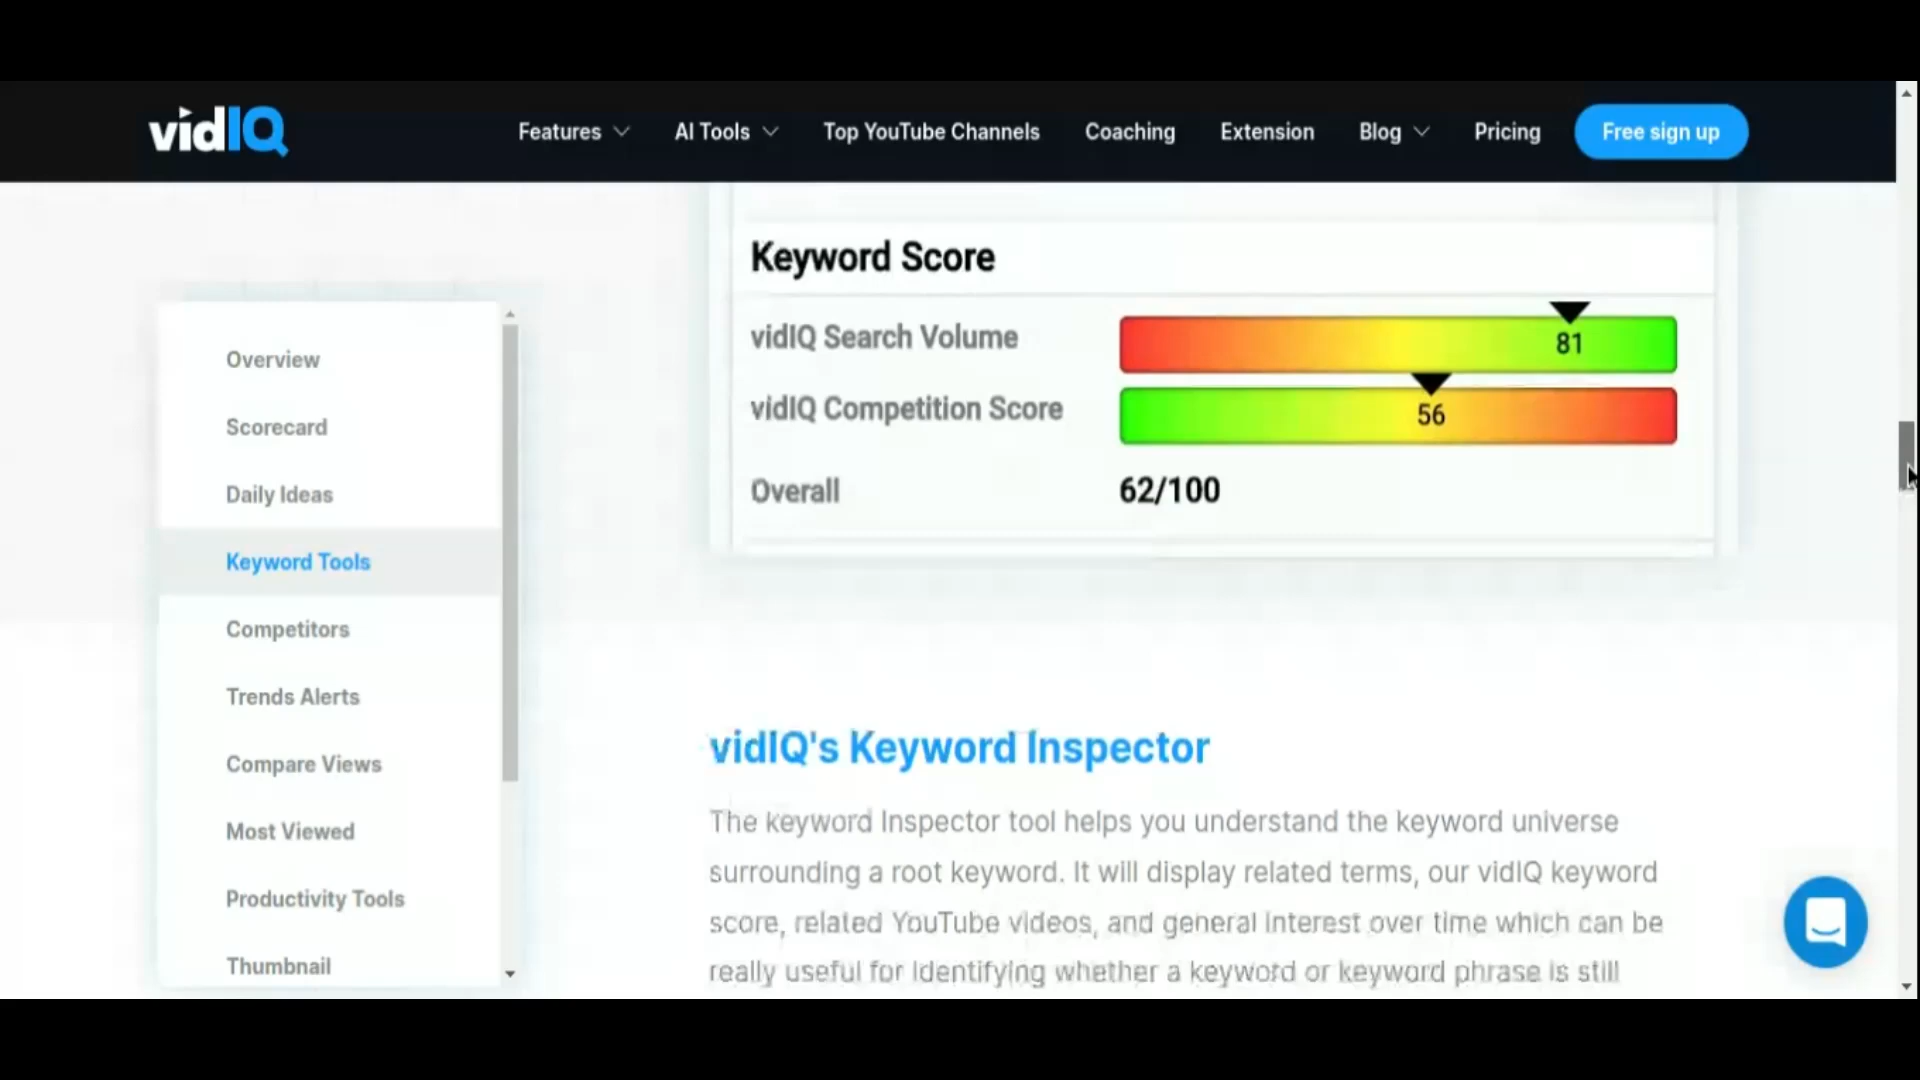 vidIQ
Features
AI Tools
Top YouTube Channels
Coaching
Extension
Blog
Pricing
Free sign up
Overview
Scorecard
Daily Ideas
Keyword Tools
Competitors
Trends Alerts
Compare Views
Most Viewed
Productivity Tools
Thumbnail
Keyword Score
vidIQ Search Volume
81
vidIQ Competition Score
56
Overall
62/100
vidIQ's Keyword Inspector
The keyword Inspector tool helps you understand the keyword universe
surrounding a root keyword. It will display related terms, our vidIQ keyword
score, related YouTube videos, and general interest over time which can be
really useful for identifying whether a keyword or keyword phrase is still